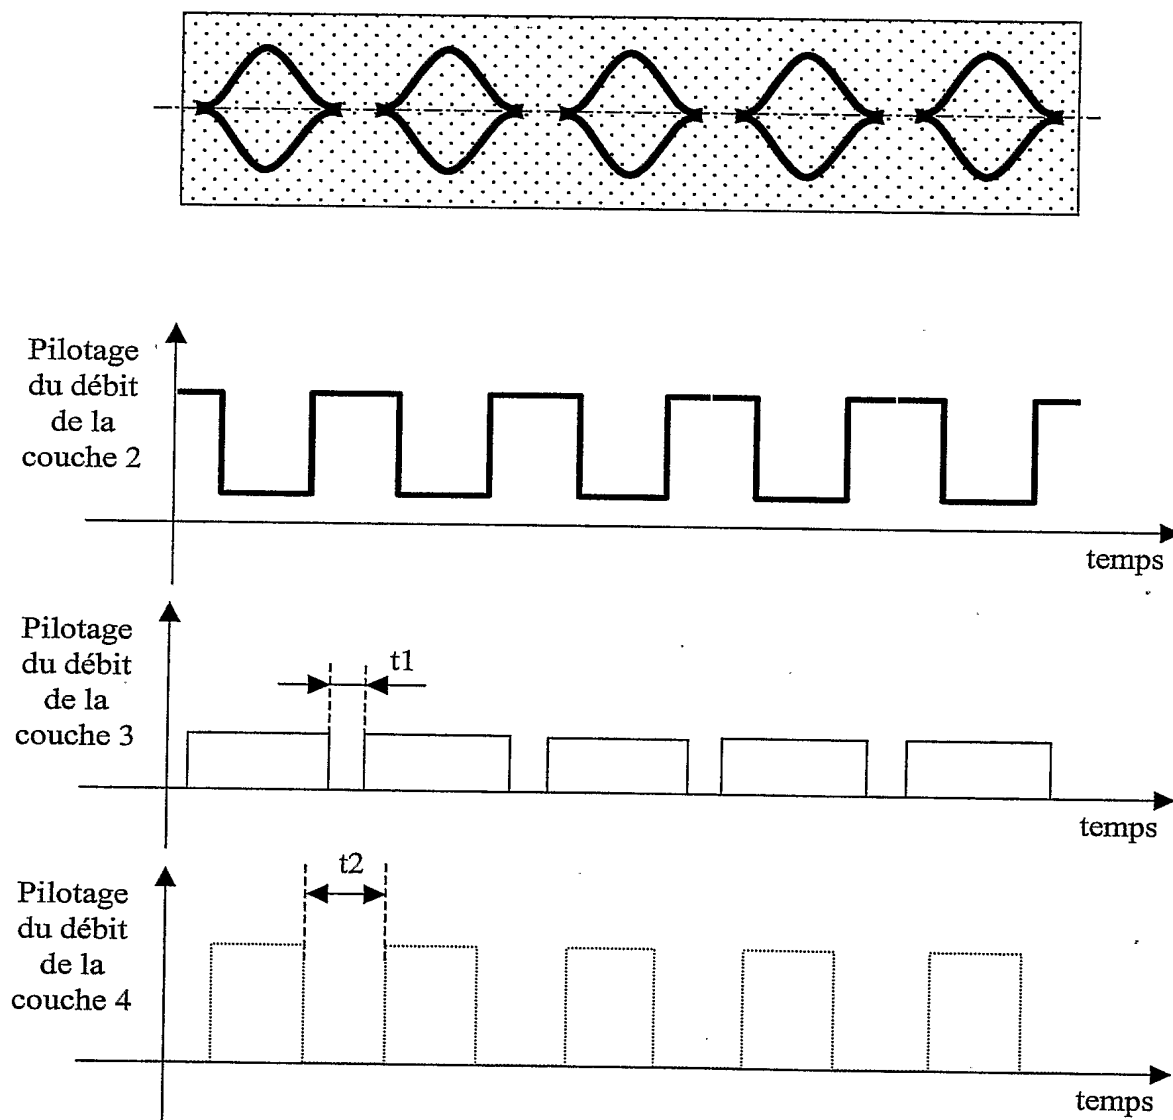 Pilotage
du débit
de la
couche 2
temps
Pilotage
du débit
de la
couche 3
t1
temps
Pilotage
du débit
de la
couche 4
t2
temps